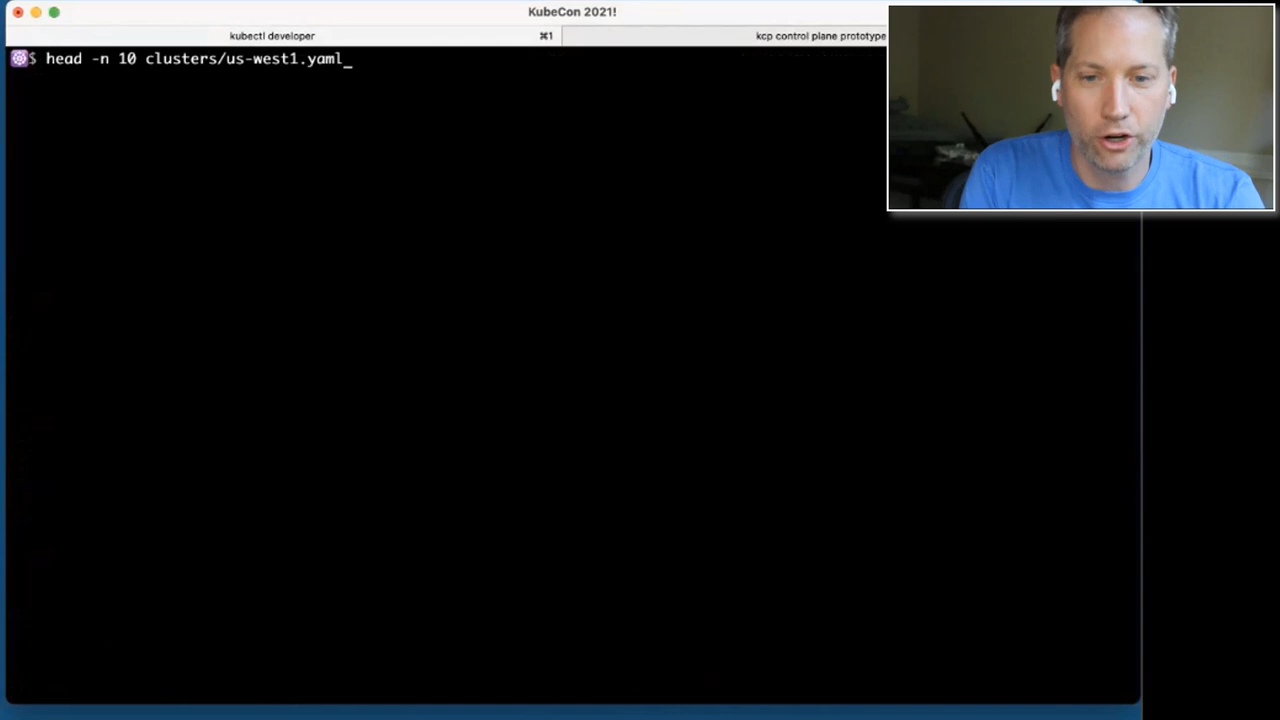 KubeCon 2021!
kubectl developer
⌘1
kcp control plane prototype
$ head -n 10 clusters/us-west1.yaml_